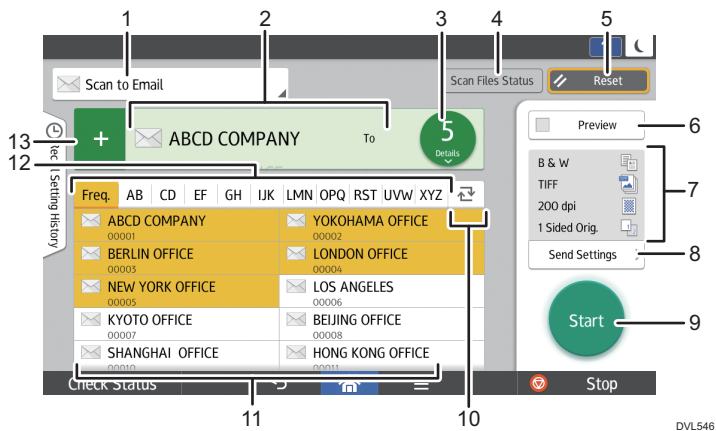 1 2 3 4 5
Scan to Email
Scan Files Status
Reset
13
12
ABCD COMPANY To
5
Details
Preview
6
Setting History
B & W
TIFF
200 dpi
1 Sided Orig.
7
Send Settings
8
Freq. AB CD EF GH IJK LMN OPQ RST UVW XYZ
ABCD COMPANY YOKOHAMA OFFICE
00001 00002
BERLIN OFFICE LONDON OFFICE
00003 00004
NEW YORK OFFICE LOS ANGELES
00005 00006
KYOTO OFFICE BEIJING OFFICE
00007 00008
SHANGHAI OFFICE HONG KONG OFFICE
00010 00011
Start
9
Check Status
Stop
11 10
DVL546